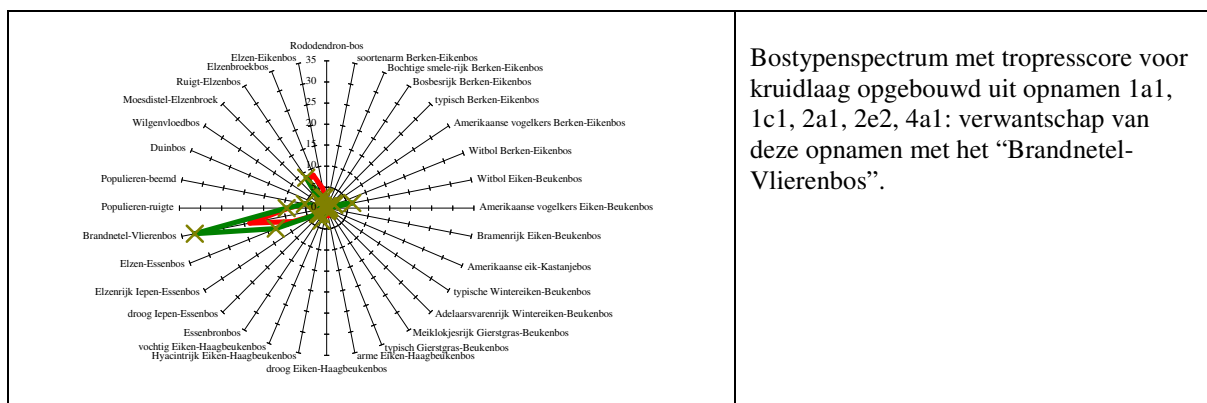 Rododendron-bos
Elzen-Eikenbos
soortenarm Berken-Eikenbos
Elzenbroekbos
Bochtige smele-rijk Berken-Eikenbos
Ruigt-Elzenbos
Bosbesrijk Berken-Eikenbos
Moesdistel-Elzenbroek
typisch Berken-Eikenbos
Wilgenvloedbos
Amerikaanse vogelkers Berken-Eikenbos
Duinbos
Witbol Berken-Eikenbos
Populieren-beemd
Witbol Eiken-Beukenbos
Populieren-ruigte
Amerikaanse vogelkers Eiken-Beukenbos
Brandnetel-Vlierenbos
Bramenrijk Eiken-Beukenbos
Elzen-Essenbos
Amerikaanse eik-Kastanjebos
Elzenrijk Iepen-Essenbos
typische Wintereiken-Beukenbos
droog Iepen-Essenbos
Adelaarsvarenrijk Wintereiken-Beukenbos
Essenbronbos
Meiklokjesrijk Gierstgras-Beukenbos
vochtig Eiken-Haagbeukenbos
typisch Gierstgras-Beukenbos
Hyacintrijk Eiken-Haagbeukenbos
arme Eiken-Haagbeukenbos
droog Eiken-Haagbeukenbos
35
30
25
20
15
10
Bostypenspectrum met tropresscore voor
kruidlaag opgebouwd uit opnamen 1a1,
1c1, 2a1, 2e2, 4a1: verwantschap van
deze opnamen met het “Brandnetel-
Vlierenbos”.